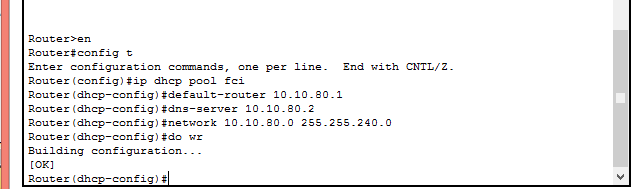 Router>en
Router#config t
Enter configuration commands, one per line.  End with CNTL/Z.
Router(config)#ip dhcp pool fci
Router(dhcp-config)#default-router 10.10.80.1
Router(dhcp-config)#dns-server 10.10.80.2
Router(dhcp-config)#network 10.10.80.0 255.255.240.0
Router(dhcp-config)#do wr
Building configuration...
[OK]
Router(dhcp-config)#